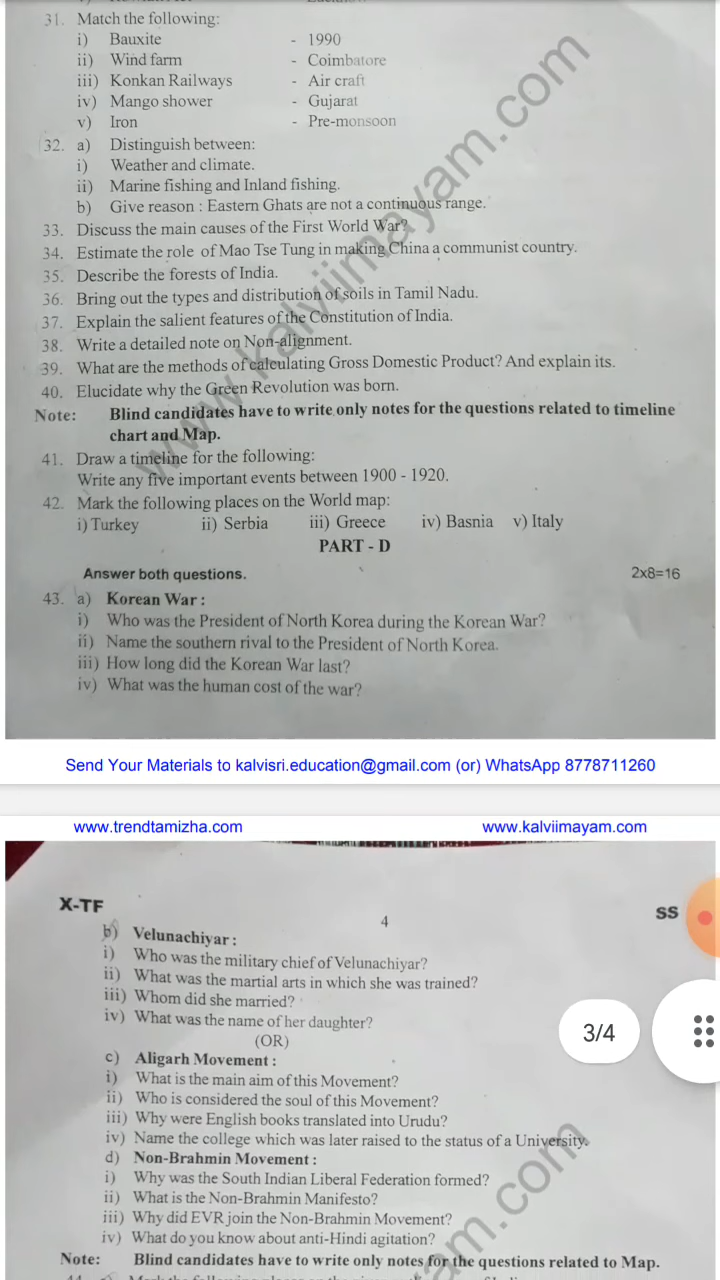 31. Match the following:
i) Bauxite - 1990
ii) Wind farm - Coimbatore
iii) Konkan Railways - Air craft
iv) Mango shower - Gujarat
v) Iron - Pre-monsoon
32. a) Distinguish between:
i) Weather and climate.
ii) Marine fishing and Inland fishing.
b) Give reason : Eastern Ghats are not a continuous range.
33. Discuss the main causes of the First World War?
34. Estimate the role of Mao Tse Tung in making China a communist country.
35. Describe the forests of India.
36. Bring out the types and distribution of soils in Tamil Nadu.
37. Explain the salient features of the Constitution of India.
38. Write a detailed note on Non-alignment.
39. What are the methods of calculating Gross Domestic Product? And explain its.
40. Elucidate why the Green Revolution was born.
Note: Blind candidates have to write only notes for the questions related to timeline
chart and Map.
41. Draw a timeline for the following:
Write any five important events between 1900 - 1920.
42. Mark the following places on the World map:
i) Turkey ii) Serbia iii) Greece iv) Basnia v) Italy
PART - D
Answer both questions. 2x8=16
43. a) Korean War :
i) Who was the President of North Korea during the Korean War?
ii) Name the southern rival to the President of North Korea.
iii) How long did the Korean War last?
iv) What was the human cost of the war?
www.kalviimayam.com
Send Your Materials to kalvisri.education@gmail.com (or) WhatsApp 8778711260
www.trendtamizha.com www.kalviimayam.com
X-TF 4 SS
b) Velunachiyar :
i) Who was the military chief of Velunachiyar?
ii) What was the martial arts in which she was trained?
iii) Whom did she married?
iv) What was the name of her daughter?
(OR)
3/4
c) Aligarh Movement :
i) What is the main aim of this Movement?
ii) Who is considered the soul of this Movement?
iii) Why were English books translated into Urudu?
iv) Name the college which was later raised to the status of a University.
d) Non-Brahmin Movement :
i) Why was the South Indian Liberal Federation formed?
ii) What is the Non-Brahmin Manifesto?
iii) Why did EVR join the Non-Brahmin Movement?
iv) What do you know about anti-Hindi agitation?
Note: Blind candidates have to write only notes for the questions related to Map.